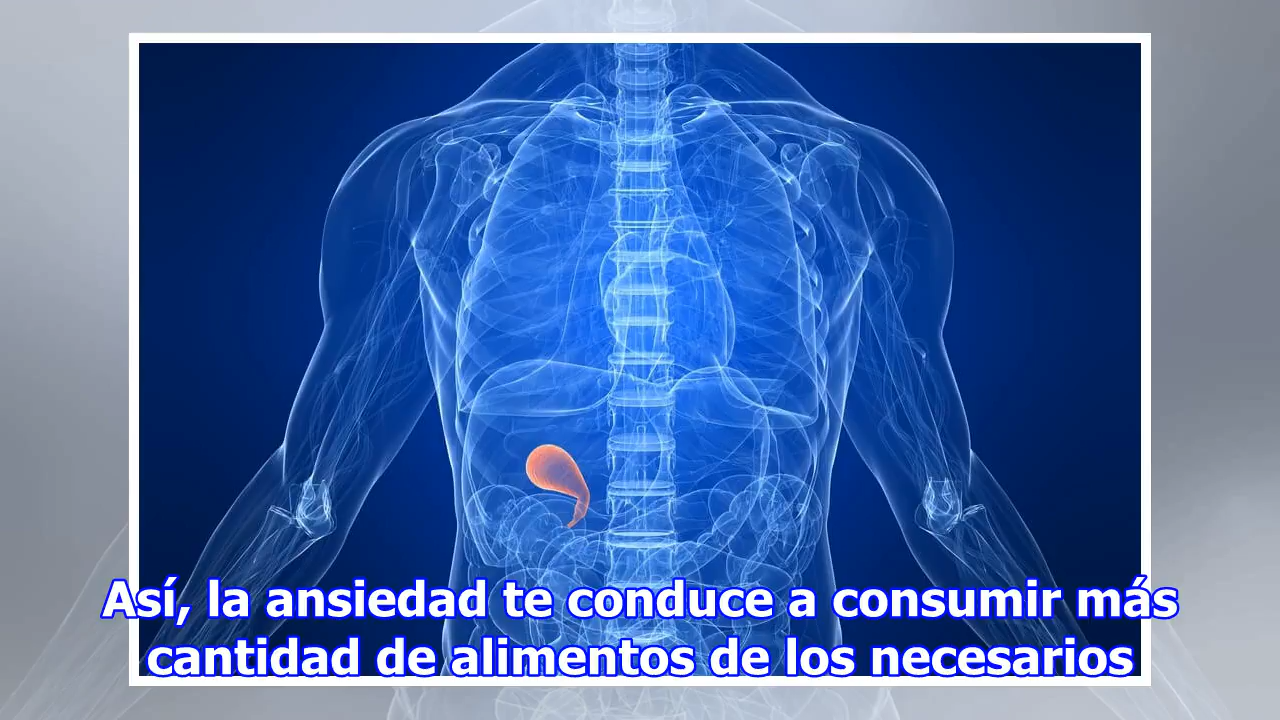 Así, la ansiedad te conduce a consumir más
cantidad de alimentos de los necesarios